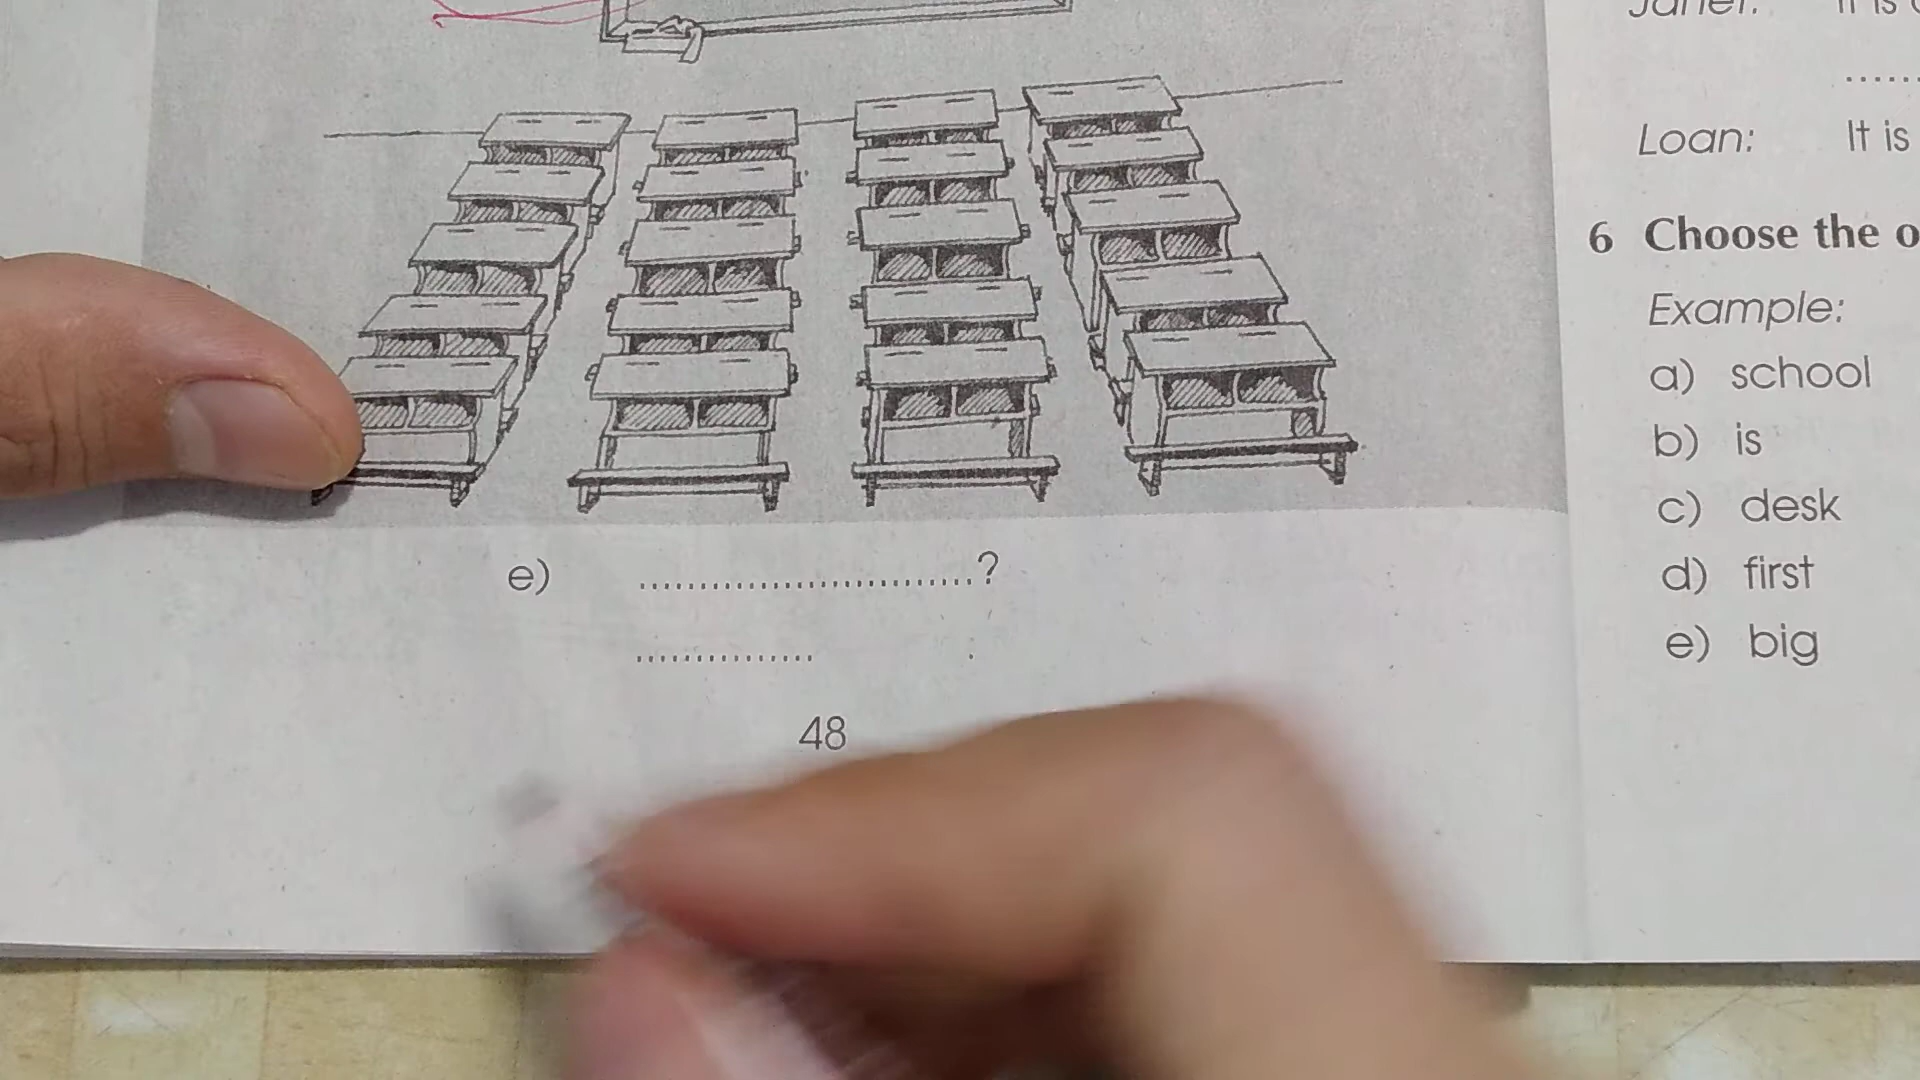 e) ..............................?
................ .
48
Loan: It is
6 Choose the
Example:
a) school
b) is
c) desk
d) first
e) big